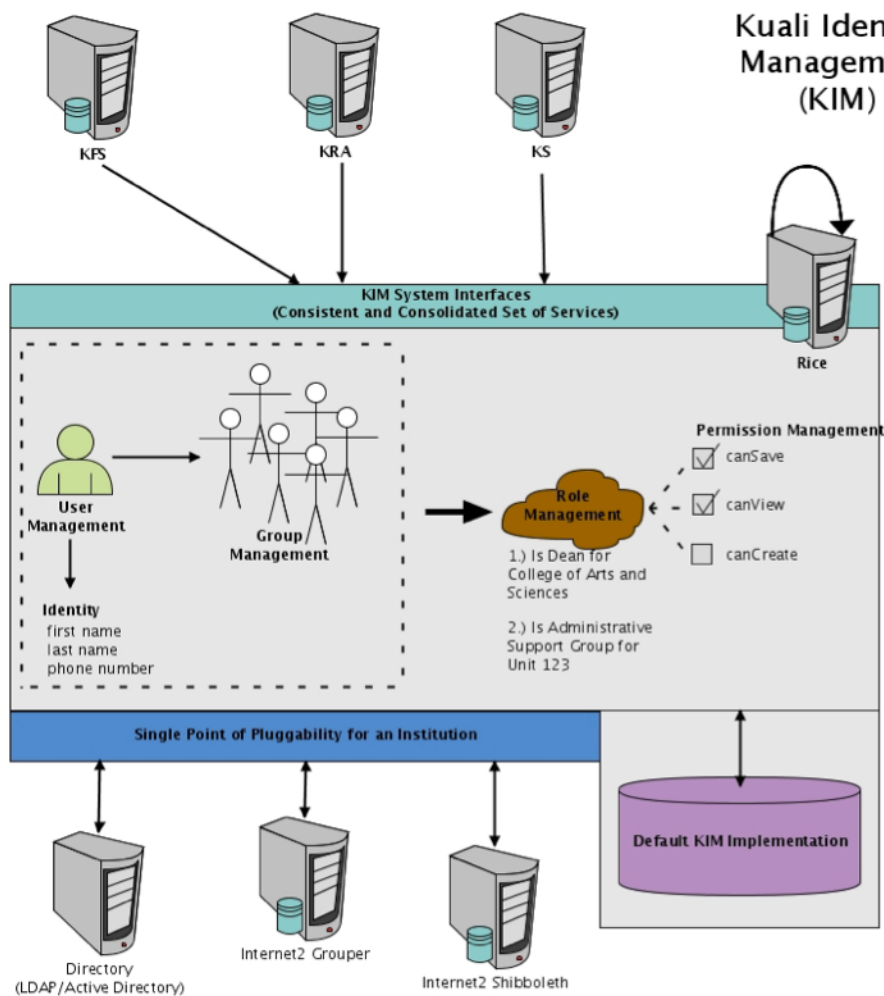 Kuali Iden
Managem
(KIM)
KFS
KRA
KS
Rice
KIM System Interfaces
(Consistent and Consolidated Set of Services)
User
Management
Group
Management
Identity
first name
last name
phone number
Role
Management
1.) Is Dean for
College of Arts and
Sciences
2.) Is Administrative
Support Group for
Unit 123
Permission Management
canSave
canView
canCreate
Single Point of Pluggability for an Institution
Default KIM Implementation
Directory
(LDAP/Active Directory)
Internet2 Grouper
Internet2 Shibboleth